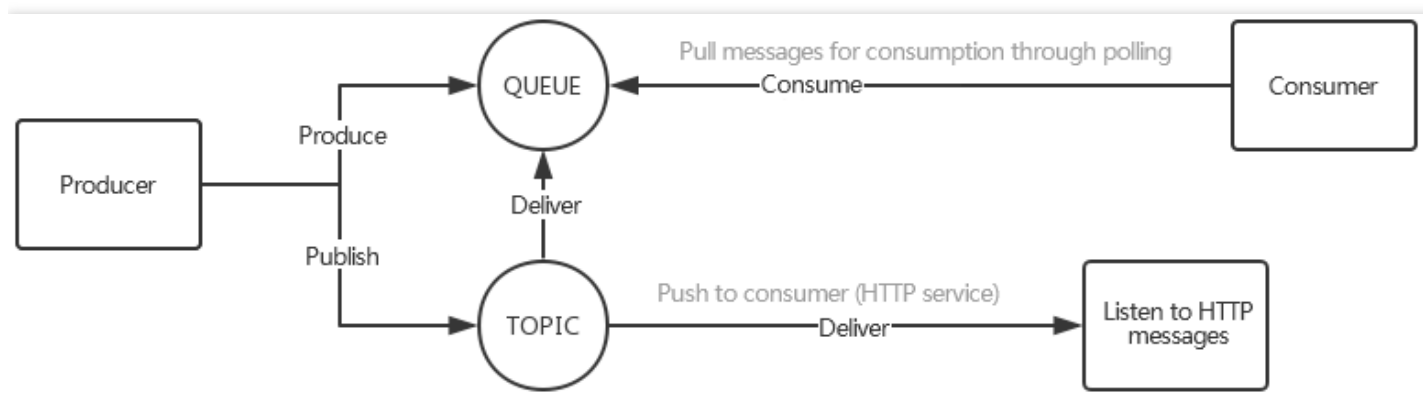 Pull messages for consumption through polling
QUEUE
Consume
Consumer
Produce
Producer
Deliver
Publish
Push to consumer (HTTP service)
TOPIC
Deliver
Listen to HTTP
messages